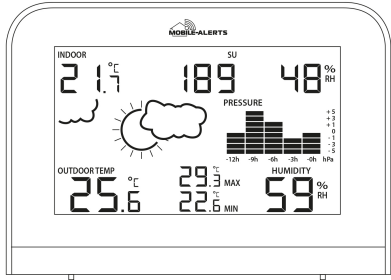 MOBILE-ALERTS
INDOOR SU
21.7 °C 189 48 % RH
PRESSURE
+ 5
+ 3
+ 1
0
- 1
- 3
- 5
-12h -9h -6h -3h -0h hPa
OUTDOOR TEMP HUMIDITY
25.6 °C 29.3 °C MAX 59 % RH
22.6 °C MIN